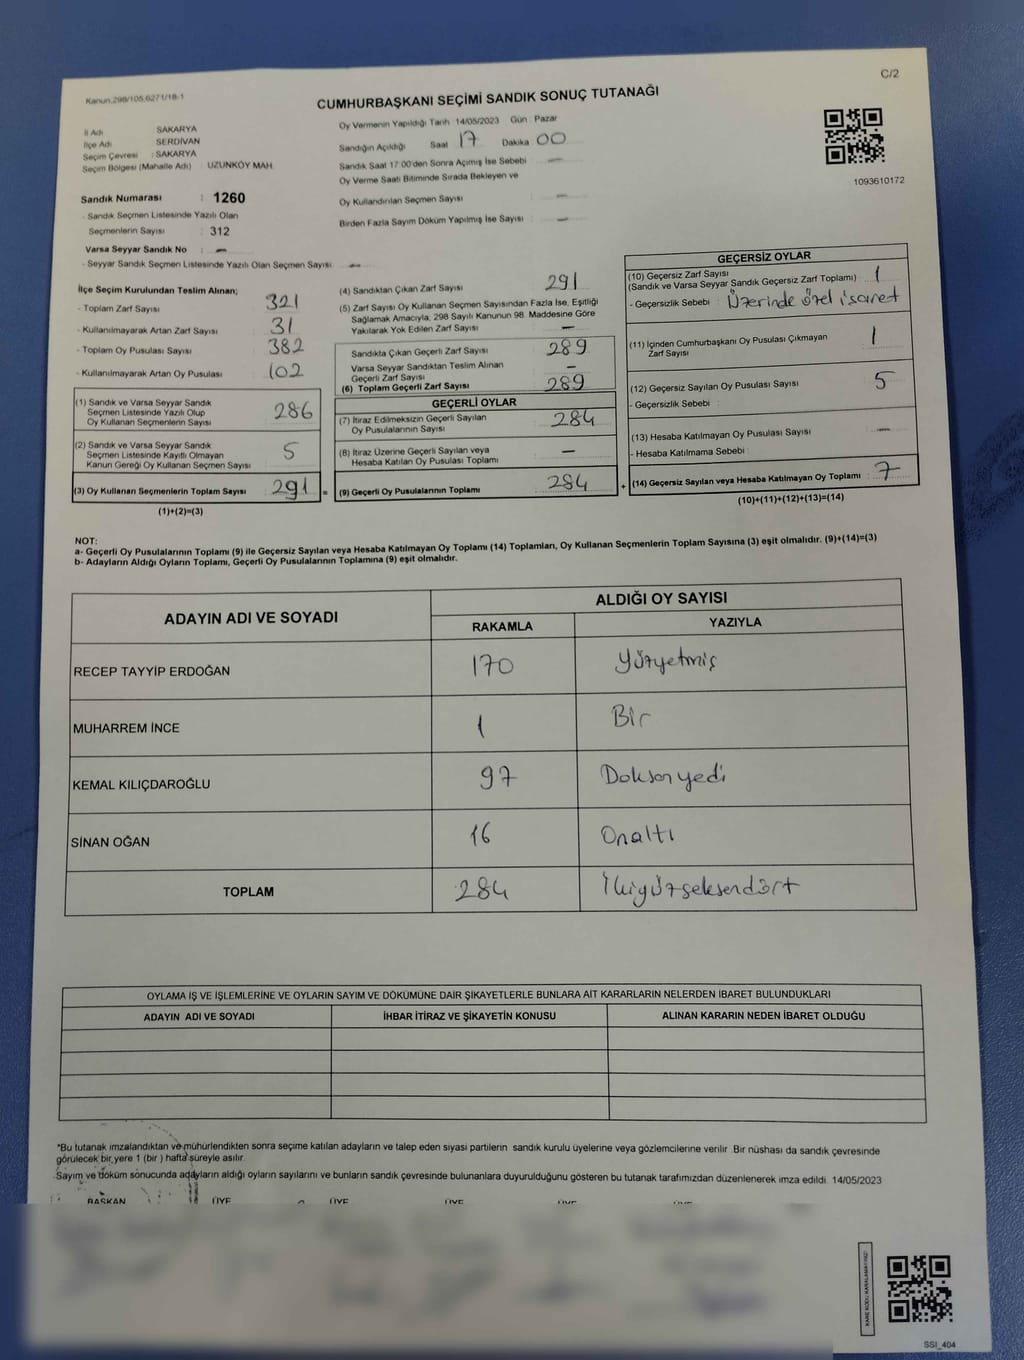 C/2
Kanun,298/105,6271/18-1
CUMHURBAŞKANI SEÇİMİ SANDIK SONUÇ TUTANAĞI
İl Adı SAKARYA
İlçe Adı : SERDİVAN
Seçim Çevresi : SAKARYA
Seçim Bölgesi (Mahalle Adı) : UZUNKÖY MAH.
Sandık Numarası : 1260
- Sandık Seçmen Listesinde Yazılı Olan
Seçmenlerin Sayısı : 312
Varsa Seyyar Sandık No : -
- Seyyar Sandık Seçmen Listesinde Yazılı Olan Seçmen Sayısı: -
Oy Vermenin Yapıldığı Tarih 14/05/2023 Gün : Pazar
Sandığın Açıldığı Saat 17 Dakika 00
Sandık Saat 17:00'den Sonra Açımış İse Sebebi : -
Oy Verme Saati Bitiminde Sırada Bekleyen ve
Oy Kullandırılan Seçmen Sayısı : -
Birden Fazla Sayım Döküm Yapılmış İse Sayısı : -
1093610172
İlçe Seçim Kurulundan Teslim Alınan;
- Toplam Zarf Sayısı : 321
- Kullanılmayarak Artan Zarf Sayısı : 31
- Toplam Oy Pusulası Sayısı : 382
- Kullanılmayarak Artan Oy Pusulası : 102
(1) Sandık ve Varsa Seyyar Sandık
Seçmen Listesinde Yazılı Olup
Oy Kullanan Seçmenlerin Sayısı : 286
(2) Sandık ve Varsa Seyyar Sandık
Seçmen Listesinde Kayıtlı Olmayan
Kanun Gereği Oy Kullanan Seçmen Sayısı : 5
(3) Oy Kullanan Seçmenlerin Toplam Sayısı : 291 =
(1)+(2)=(3)
(4) Sandıktan Çıkan Zarf Sayısı : 291
(5) Zarf Sayısı Oy Kullanan Seçmen Sayısından Fazla İse, Eşitliği
Sağlamak Amacıyla, 298 Sayılı Kanunun 98. Maddesine Göre
Yakılarak Yok Edilen Zarf Sayısı : -
Sandıkta Çıkan Geçerli Zarf Sayısı : 289
Varsa Seyyar Sandıktan Teslim Alınan
Geçerli Zarf Sayısı : -
(6) Toplam Geçerli Zarf Sayısı : 289
GEÇERLİ OYLAR
(7) İtiraz Edilmeksizin Geçerli Sayılan
Oy Pusulalarının Sayısı : 284
(8) İtiraz Üzerine Geçerli Sayılan veya
Hesaba Katılan Oy Pusulası Toplamı : -
(9) Geçerli Oy Pusulalarının Toplamı : 284 +
GEÇERSİZ OYLAR
(10) Geçersiz Zarf Sayısı
(Sandık ve Varsa Seyyar Sandık Geçersiz Zarf Toplamı) : 1
- Geçersizlik Sebebi : Üzerinde özel işaret
(11) İçinden Cumhurbaşkanı Oy Pusulası Çıkmayan
Zarf Sayısı : 1
(12) Geçersiz Sayılan Oy Pusulası Sayısı : 5
- Geçersizlik Sebebi :
(13) Hesaba Katılmayan Oy Pusulası Sayısı : -
- Hesaba Katılmama Sebebi :
(14) Geçersiz Sayılan veya Hesaba Katılmayan Oy Toplamı : 7
(10)+(11)+(12)+(13)=(14)
NOT:
a- Geçerli Oy Pusulalarının Toplamı (9) ile Geçersiz Sayılan veya Hesaba Katılmayan Oy Toplamı (14) Toplamları, Oy Kullanan Seçmenlerin Toplam Sayısına (3) eşit olmalıdır. (9)+(14)=(3)
b- Adayların Aldığı Oyların Toplamı, Geçerli Oy Pusulalarının Toplamına (9) eşit olmalıdır.
ADAYIN ADI VE SOYADI ALDIĞI OY SAYISI
RAKAMLA YAZIYLA
RECEP TAYYİP ERDOĞAN 170 Yüzyetmiş
MUHARREM İNCE 1 Bir
KEMAL KILIÇDAROĞLU 97 Doksanyedi
SİNAN OĞAN 16 Onaltı
TOPLAM 284 İkiyüzseksendört
OYLAMA İŞ VE İŞLEMLERİNE VE OYLARIN SAYIM VE DÖKÜMÜNE DAİR ŞİKAYETLERLE BUNLARA AİT KARARLARIN NELERDEN İBARET BULUNDUKLARI
ADAYIN ADI VE SOYADI İHBAR İTİRAZ VE ŞİKAYETİN KONUSU ALINAN KARARIN NEDEN İBARET OLDUĞU
*Bu tutanak imzalandıktan ve mühürlendikten sonra seçime katılan adayların ve talep eden siyasi partilerin sandık kurulu üyelerine veya gözlemcilerine verilir. Bir nüshası da sandık çevresinde
görülecek bir yere 1 (bir ) hafta süreyle asılır.
Sayım ve döküm sonucunda adayların aldığı oyların sayılarını ve bunların sandık çevresinde bulunanlara duyurulduğunu gösteren bu tutanak tarafımızdan düzenlenerek imza edildi. 14/05/2023
BAŞKAN ÜYE ÜYE ÜYE ÜYE ÜYE
KARE KODU KARALAMAYINIZ!
SSI_404